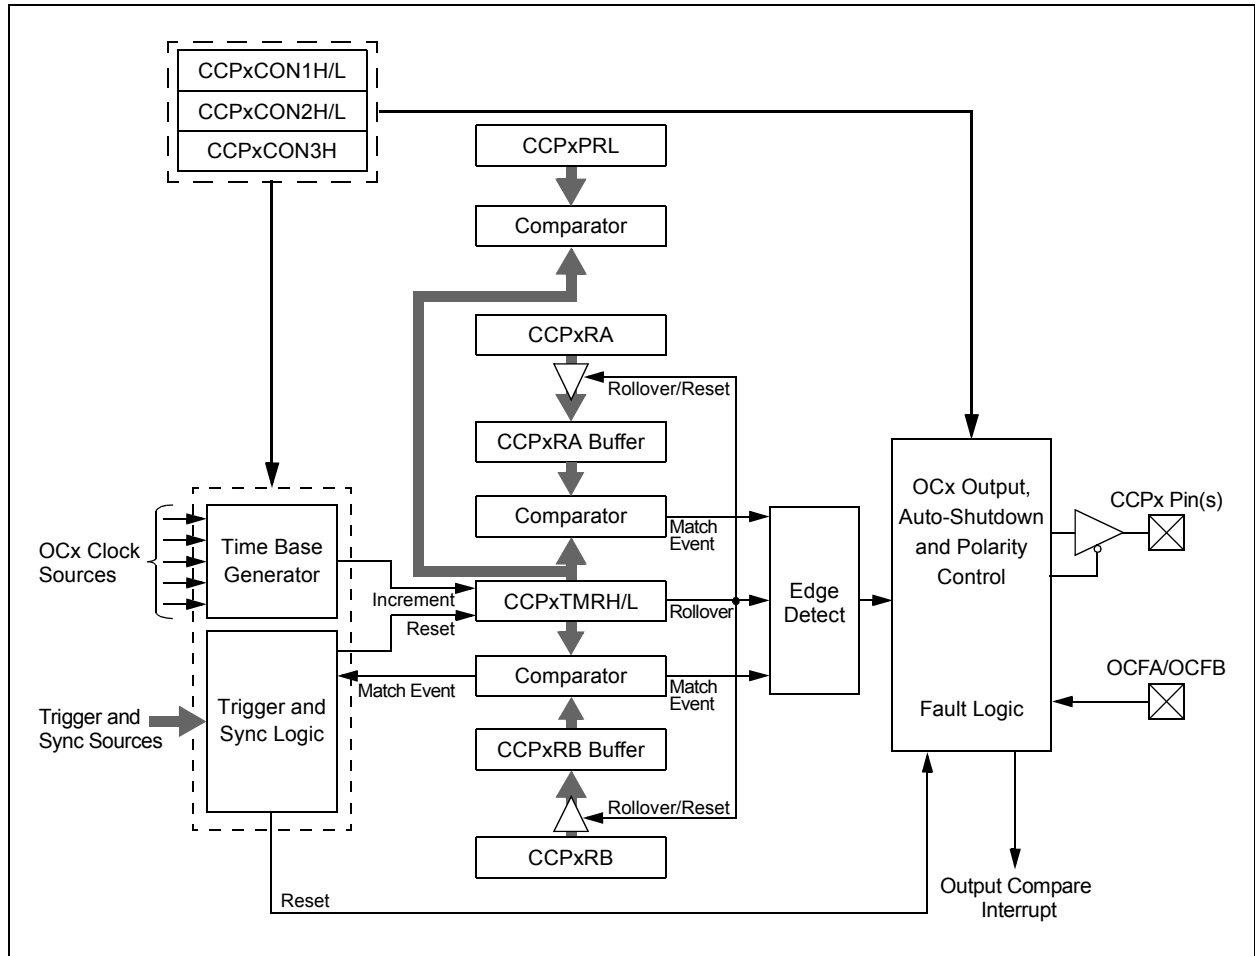 CCPxCON1H/L
CCPxCON2H/L
CCPxCON3H
CCPxPRL
Comparator
CCPxRA
Rollover/Reset
CCPxRA Buffer
Comparator
Match
Event
OCx Clock
Sources
Time Base
Generator
Increment
Reset
CCPxTMRH/L
Rollover
Edge
Detect
OCx Output,
Auto-Shutdown
and Polarity
Control
CCPx Pin(s)
Comparator
Match Event
Match
Event
OCFA/OCFB
Fault Logic
Trigger and
Sync Sources
Trigger and
Sync Logic
CCPxRB Buffer
Rollover/Reset
CCPxRB
Reset
Output Compare
Interrupt